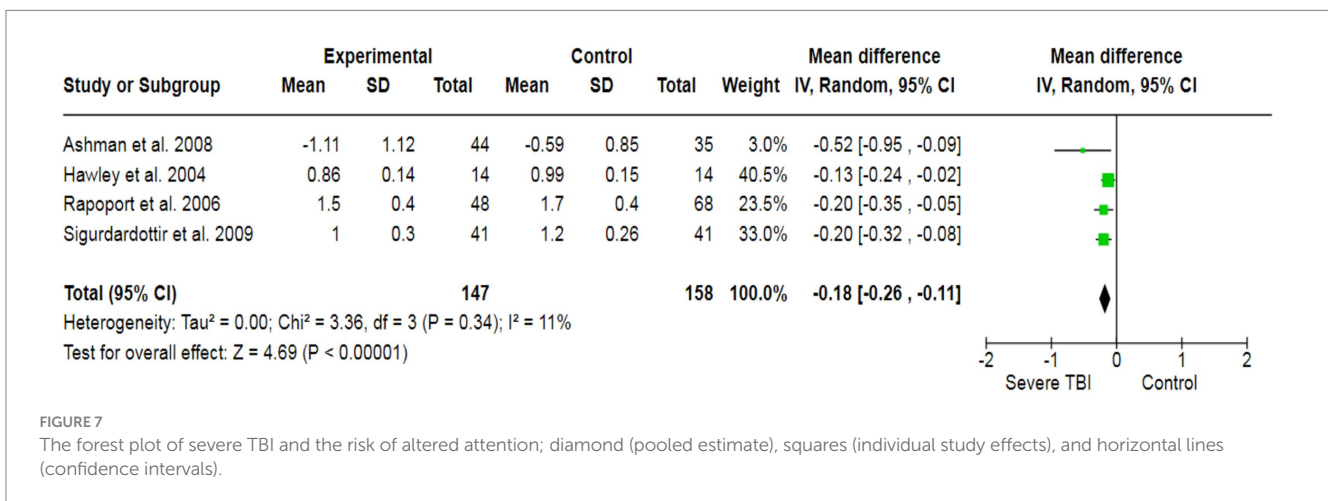 Experimental Control Mean difference Mean difference
Study or Subgroup Mean SD Total Mean SD Total Weight IV, Random, 95% CI IV, Random, 95% CI
Ashman et al. 2008 -1.11 1.12 44 -0.59 0.85 35 3.0% -0.52 [-0.95 , -0.09]
Hawley et al. 2004 0.86 0.14 14 0.99 0.15 14 40.5% -0.13 [-0.24 , -0.02]
Rapoport et al. 2006 1.5 0.4 48 1.7 0.4 68 23.5% -0.20 [-0.35 , -0.05]
Sigurdardottir et al. 2009 1 0.3 41 1.2 0.26 41 33.0% -0.20 [-0.32 , -0.08]
Total (95% CI) 147 158 100.0% -0.18 [-0.26 , -0.11]
Heterogeneity: Tau² = 0.00; Chi² = 3.36, df = 3 (P = 0.34); I² = 11%
Test for overall effect: Z = 4.69 (P < 0.00001)
-2 -1 0 1 2
Severe TBI Control
FIGURE 7
The forest plot of severe TBI and the risk of altered attention; diamond (pooled estimate), squares (individual study effects), and horizontal lines
(confidence intervals).